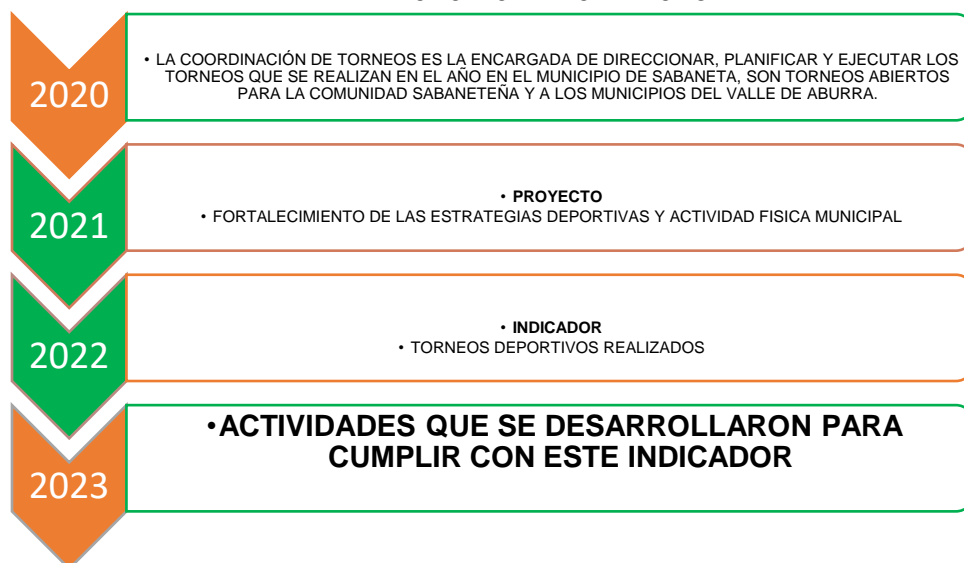 2020
• LA COORDINACIÓN DE TORNEOS ES LA ENCARGADA DE DIRECCIONAR, PLANIFICAR Y EJECUTAR LOS
TORNEOS QUE SE REALIZAN EN EL AÑO EN EL MUNICIPIO DE SABANETA, SON TORNEOS ABIERTOS
PARA LA COMUNIDAD SABANETEÑA Y A LOS MUNICIPIOS DEL VALLE DE ABURRA.
2021
• PROYECTO
• FORTALECIMIENTO DE LAS ESTRATEGIAS DEPORTIVAS Y ACTIVIDAD FISICA MUNICIPAL
2022
• INDICADOR
• TORNEOS DEPORTIVOS REALIZADOS
2023
•ACTIVIDADES QUE SE DESARROLLARON PARA
CUMPLIR CON ESTE INDICADOR